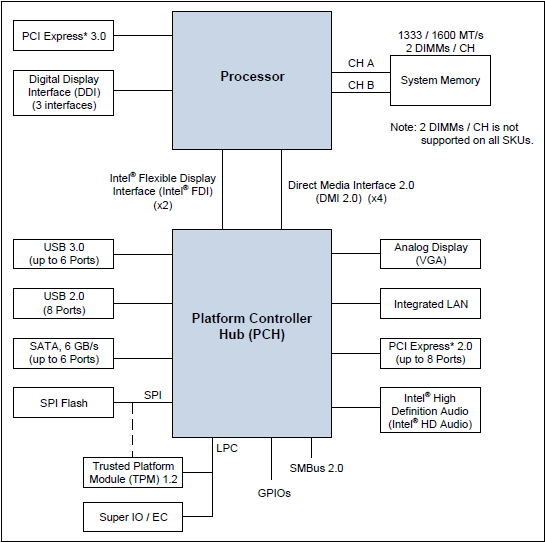 PCI Express* 3.0
Digital Display
Interface (DDI)
(3 interfaces)
Processor
CH A
CH B
1333 / 1600 MT/s
2 DIMMs / CH
System Memory
Note: 2 DIMMs / CH is not
supported on all SKUs.
Intel® Flexible Display
Interface (Intel® FDI)
(x2)
Direct Media Interface 2.0
(DMI 2.0) (x4)
USB 3.0
(up to 6 Ports)
USB 2.0
(8 Ports)
SATA, 6 GB/s
(up to 6 Ports)
SPI Flash
SPI
Platform Controller
Hub (PCH)
Analog Display
(VGA)
Integrated LAN
PCI Express* 2.0
(up to 8 Ports)
Intel® High
Definition Audio
(Intel® HD Audio)
LPC
Trusted Platform
Module (TPM) 1.2
Super IO / EC
SMBus 2.0
GPIOs